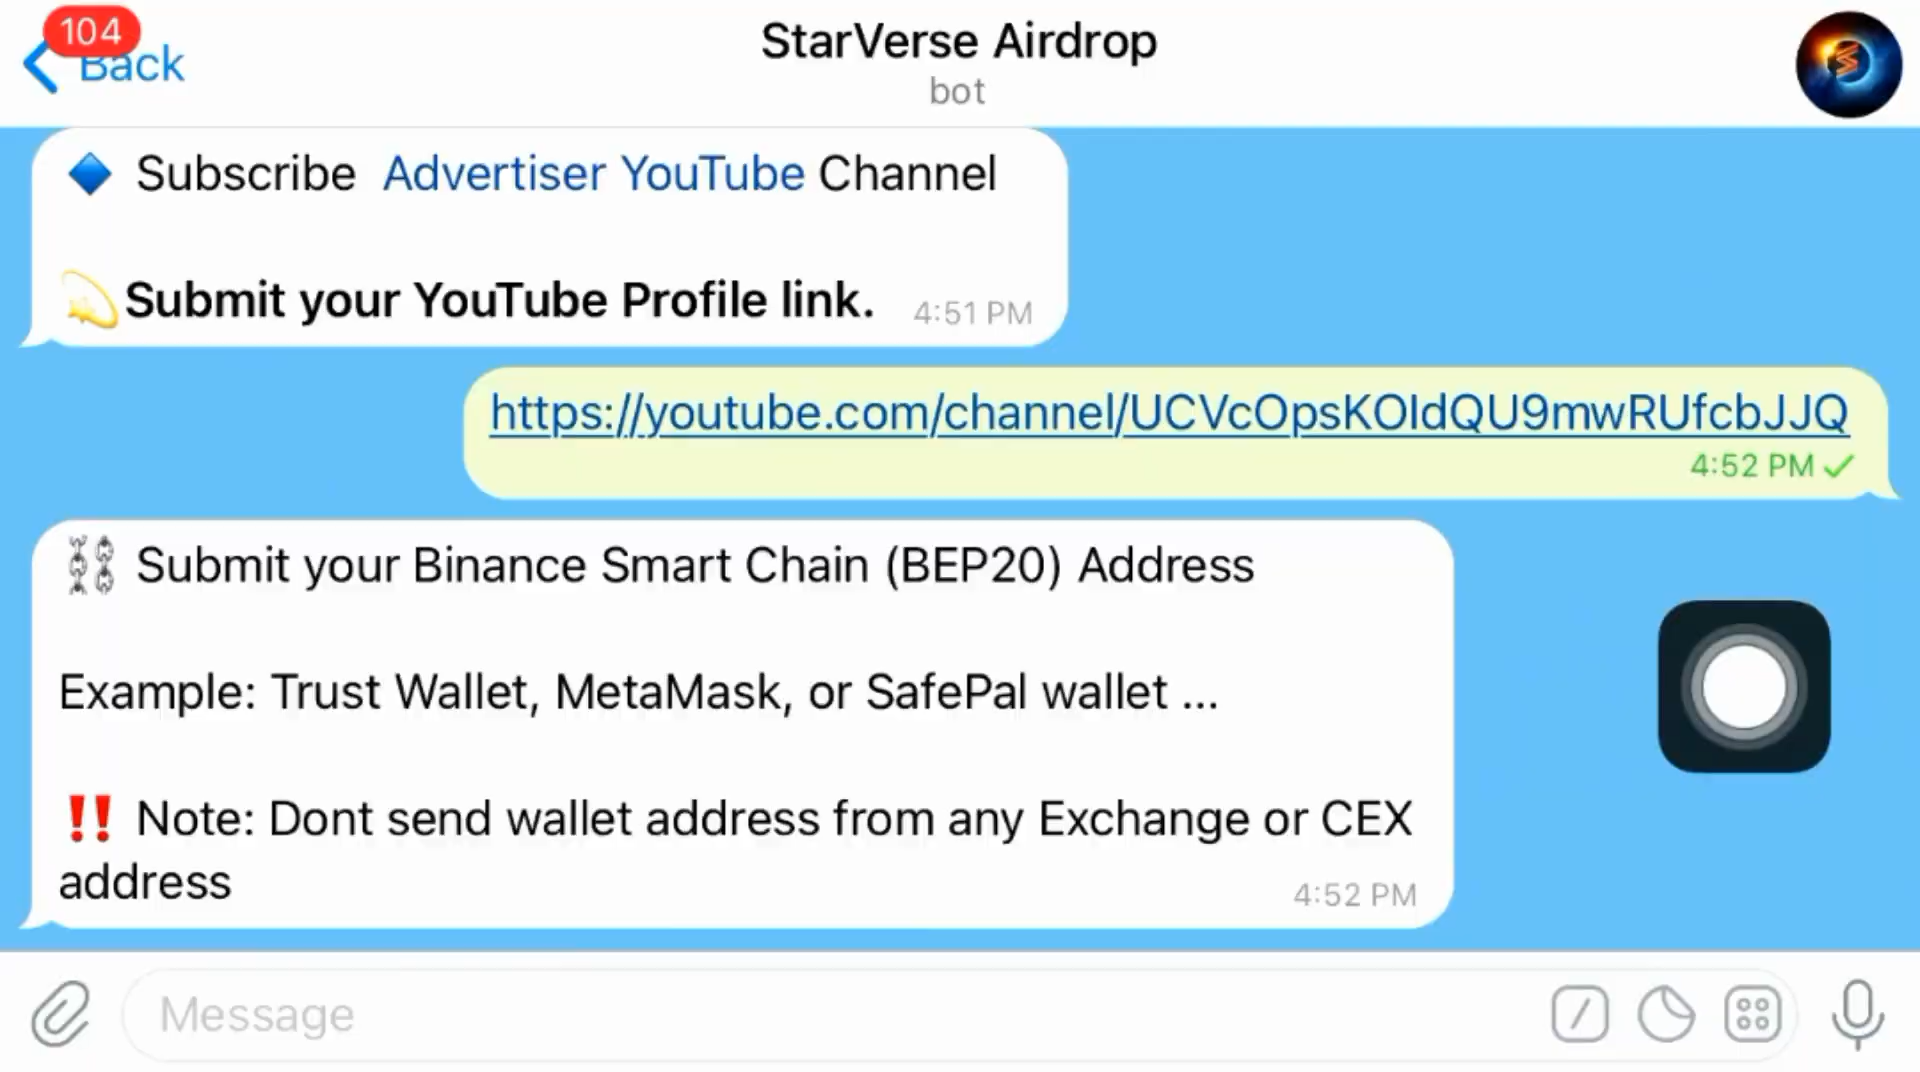 104
Back
StarVerse Airdrop
bot
🔷 Subscribe Advertiser YouTube Channel
💫Submit your YouTube Profile link.
4:51 PM
https://youtube.com/channel/UCVcOpsKOIdQU9mwRUfcbJJQ
4:52 PM
⛓ Submit your Binance Smart Chain (BEP20) Address
Example: Trust Wallet, MetaMask, or SafePal wallet ...
‼️ Note: Dont send wallet address from any Exchange or CEX
address
4:52 PM
Message